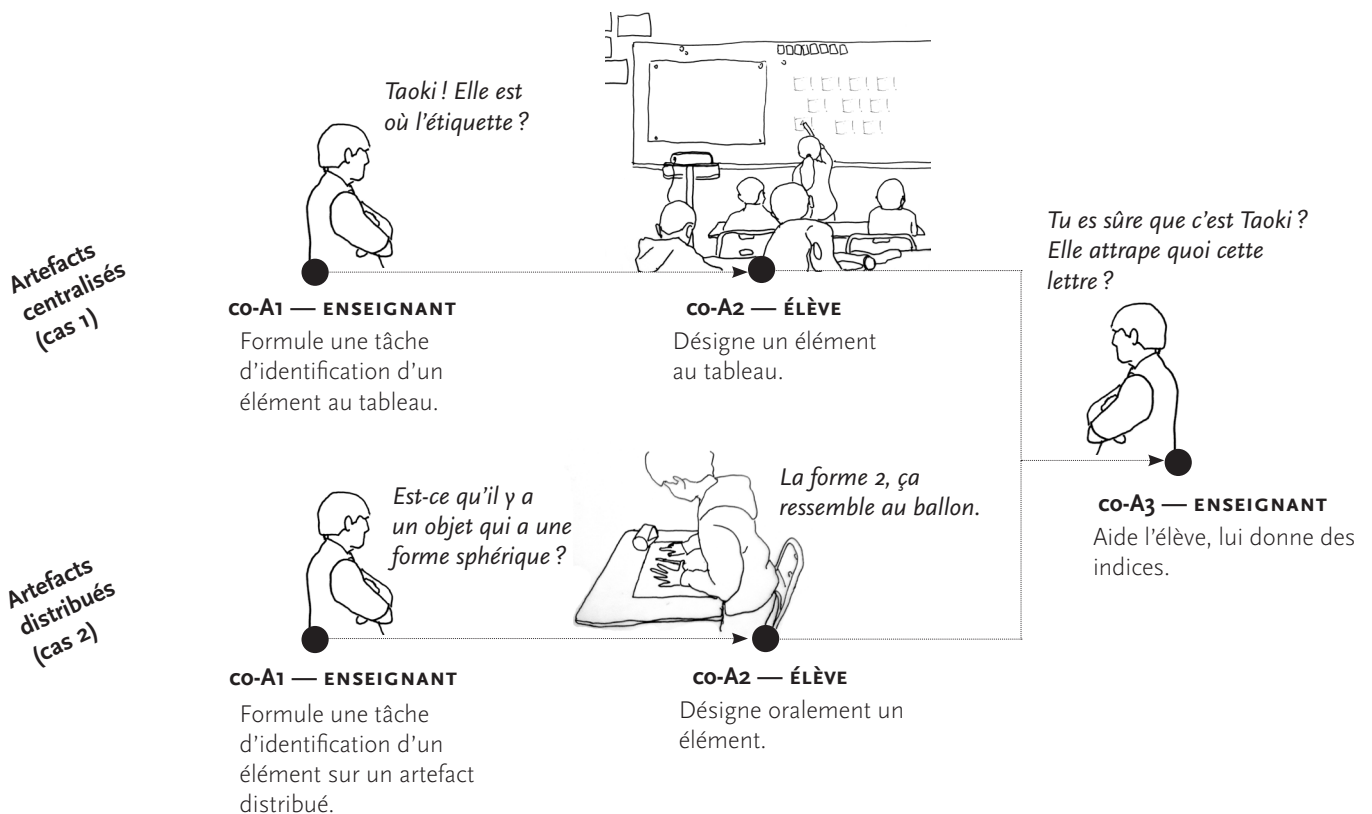 Taoki ! Elle est
où l'étiquette ?
Artefacts
centralisés
(cas 1)
co-A1 — ENSEIGNANT
Formule une tâche
d'identification d'un
élément au tableau.
co-A2 — ÉLÈVE
Désigne un élément
au tableau.
Tu es sûre que c'est Taoki ?
Elle attrape quoi cette
lettre ?
co-A3 — ENSEIGNANT
Aide l'élève, lui donne des
indices.
Artefacts
distribués
(cas 2)
Est-ce qu'il y a
un objet qui a une
forme sphérique ?
co-A1 — ENSEIGNANT
Formule une tâche
d'identification d'un
élément sur un artefact
distribué.
La forme 2, ça
ressemble au ballon.
co-A2 — ÉLÈVE
Désigne oralement un
élément.